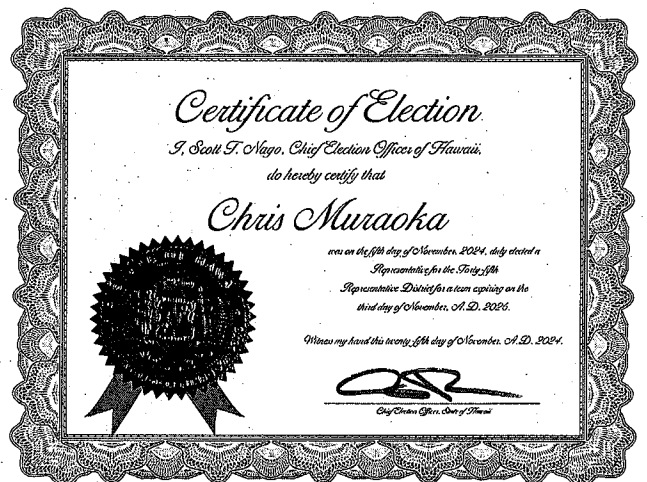 Certificate of Election
I, Scott T. Nago, Chief Election Officer of Hawaii,
do hereby certify that
Chris Muraoka
was on the fifth day of November, 2024, duly elected a
Representative for the Forty-fifth
Representative District for a term expiring on the
third day of November, A.D. 2026.
Witness my hand this twenty-fifth day of November, A.D. 2024.
Chief Election Officer, State of Hawaii